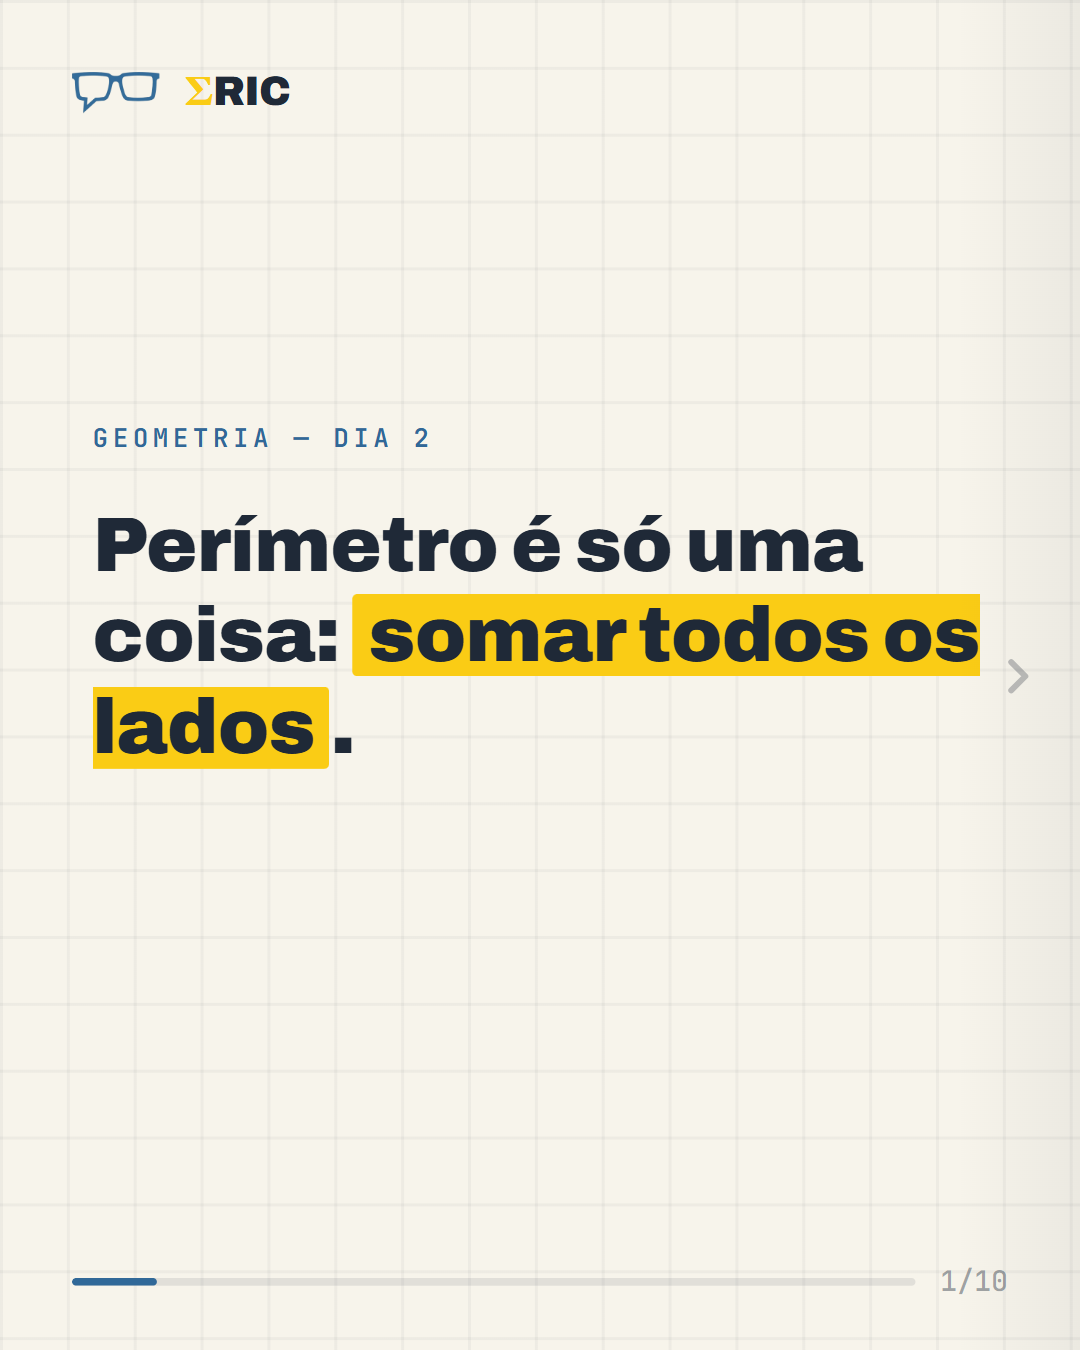 ΣRIC
GEOMETRIA — DIA 2
Perímetro é só uma
coisa: somar todos os
lados.
1/10